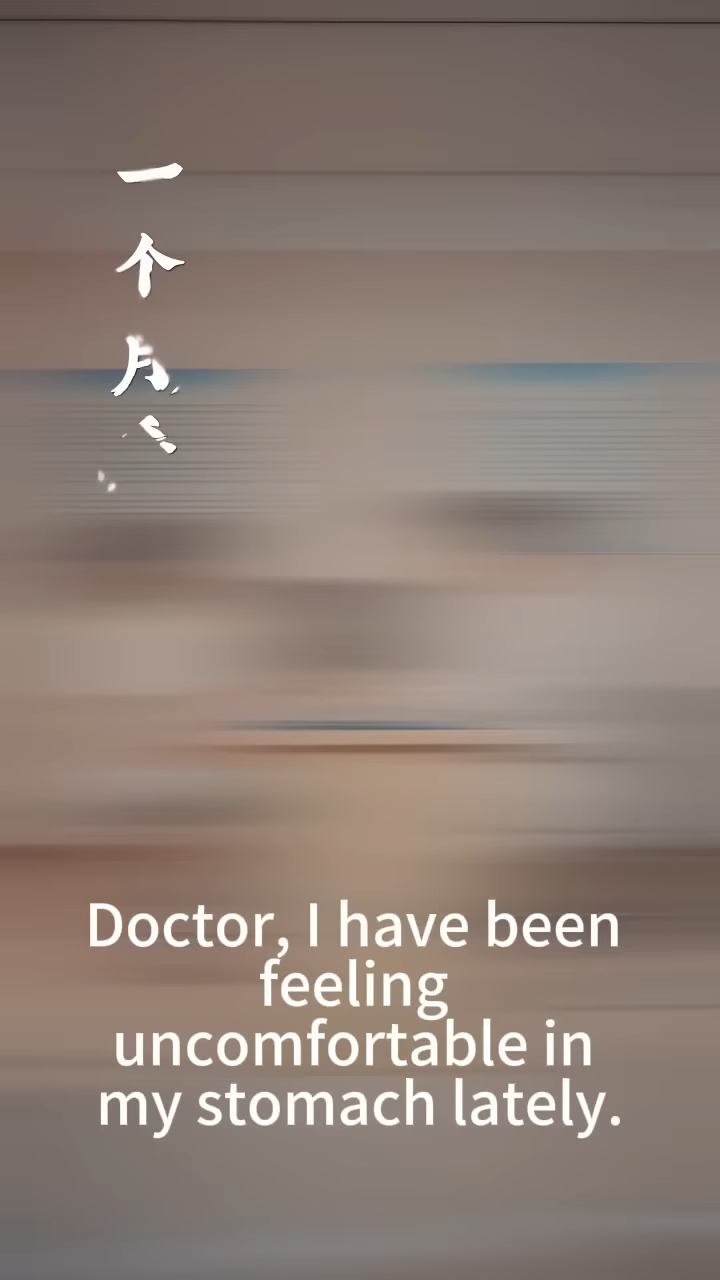 一个月
Doctor, I have been
feeling
uncomfortable in
my stomach lately.